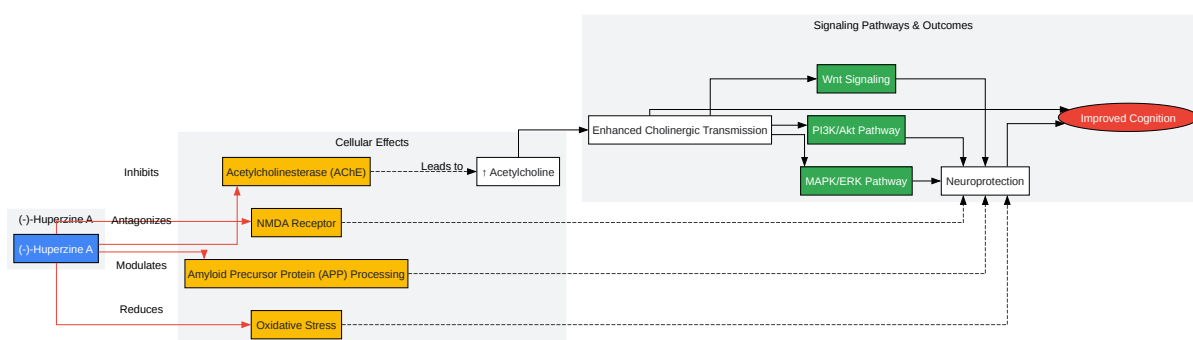 Signaling Pathways & Outcomes
Wnt Signaling
Improved Cognition
Enhanced Cholinergic Transmission
PI3K/Akt Pathway
Cellular Effects
Inhibits
Acetylcholinesterase (AChE)
Leads to
↑ Acetylcholine
MAPK/ERK Pathway
Neuroprotection
(-)-Huperzine A
Antagonizes
NMDA Receptor
(-)-Huperzine A
Modulates
Amyloid Precursor Protein (APP) Processing
Reduces
Oxidative Stress